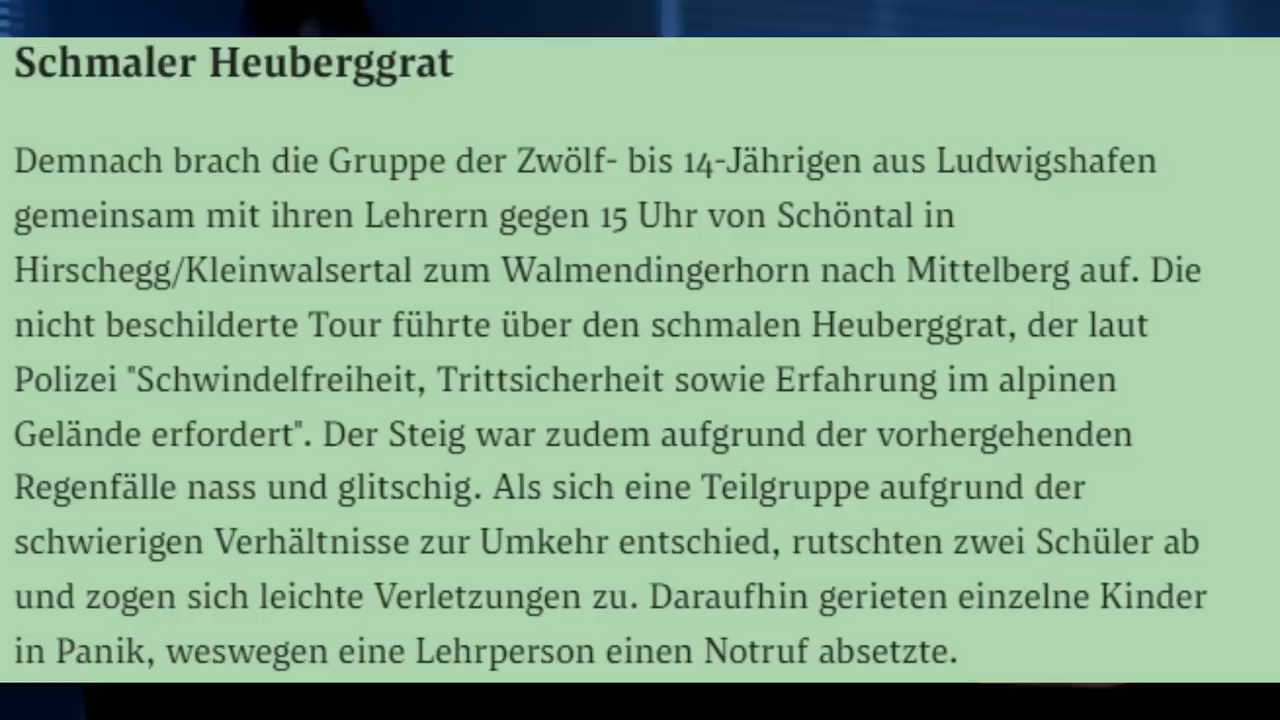 Schmaler Heuberggrat
Demnach brach die Gruppe der Zwölf- bis 14-Jährigen aus Ludwigshafen
gemeinsam mit ihren Lehrern gegen 15 Uhr von Schöntal in
Hirschegg/Kleinwalsertal zum Walmendingerhorn nach Mittelberg auf. Die
nicht beschilderte Tour führte über den schmalen Heuberggrat, der laut
Polizei "Schwindelfreiheit, Trittsicherheit sowie Erfahrung im alpinen
Gelände erfordert". Der Steig war zudem aufgrund der vorhergehenden
Regenfälle nass und glitschig. Als sich eine Teilgruppe aufgrund der
schwierigen Verhältnisse zur Umkehr entschied, rutschten zwei Schüler ab
und zogen sich leichte Verletzungen zu. Daraufhin gerieten einzelne Kinder
in Panik, weswegen eine Lehrperson einen Notruf absetzte.